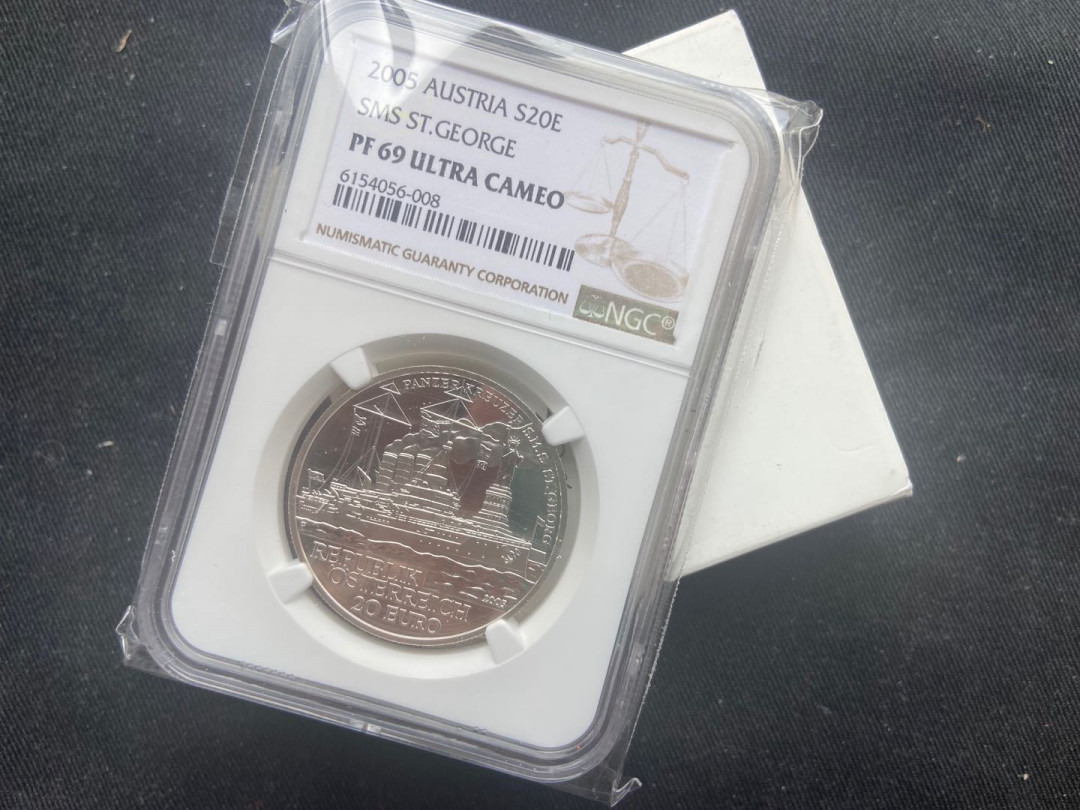 2005 AUSTRIA S20E
SMS ST.GEORGE
PF 69 ULTRA CAMEO
6154056-008
NUMISMATIC GUARANTY CORPORATION
NGC®
PANZERKREUZER S.M.S. ST. GEORG
REPUBLIK
ÖSTERREICH
20 EURO
2005